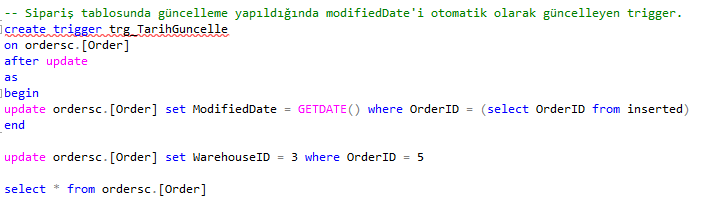 -- Sipariş tablosunda güncelleme yapıldığında modifiedDate'i otomatik olarak güncelleyen trigger.
create trigger trg_TarihGuncelle
on ordersc.[Order]
after update
as
begin
update ordersc.[Order] set ModifiedDate = GETDATE() where OrderID = (select OrderID from inserted)
end
update ordersc.[Order] set WarehouseID = 3 where OrderID = 5
select * from ordersc.[Order]